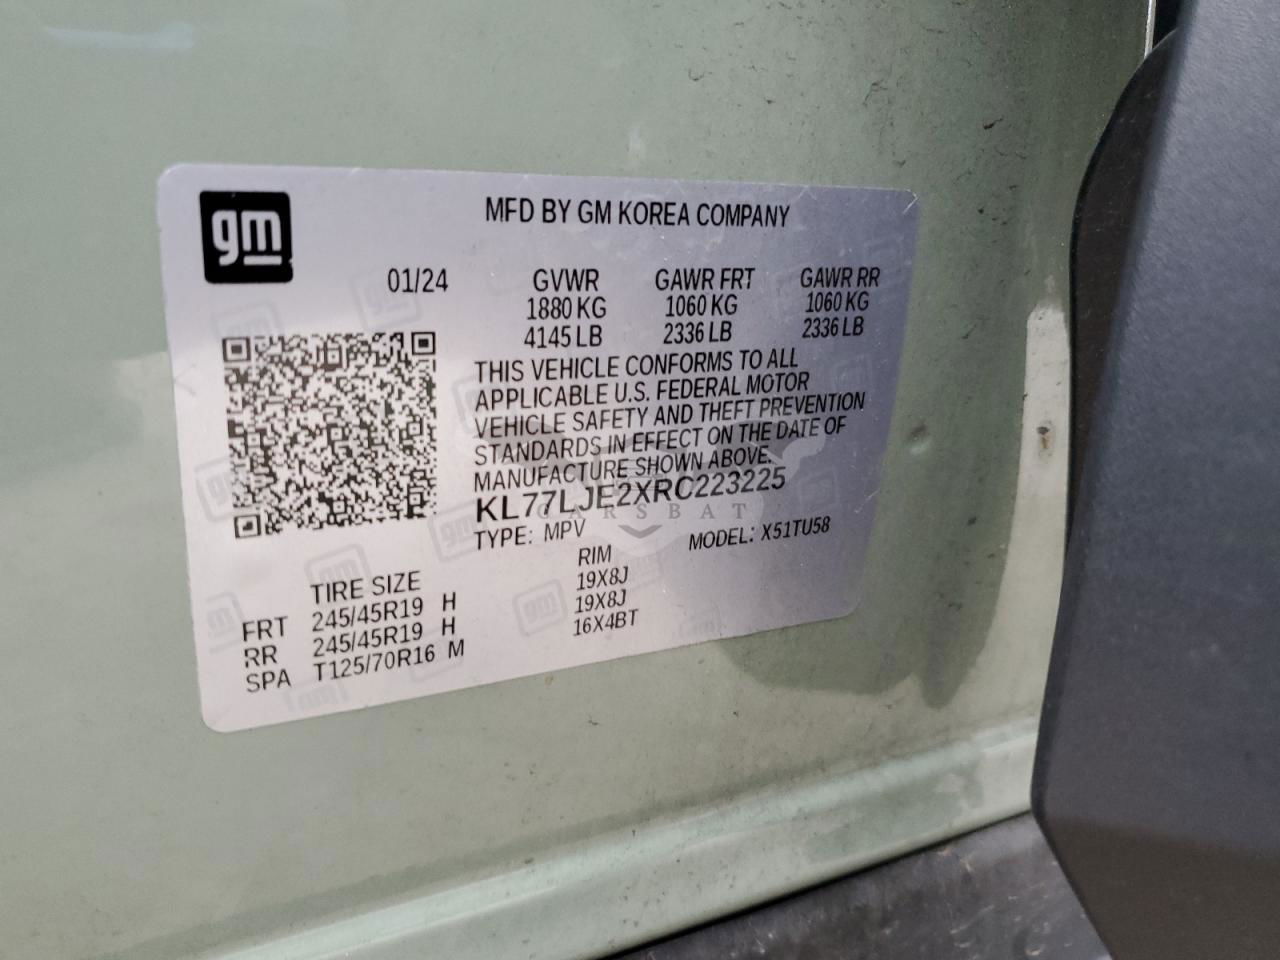 gm
MFD BY GM KOREA COMPANY
01/24 GVWR GAWR FRT GAWR RR
1880 KG 1060 KG 1060 KG
4145 LB 2336 LB 2336 LB
THIS VEHICLE CONFORMS TO ALL
APPLICABLE U.S. FEDERAL MOTOR
VEHICLE SAFETY AND THEFT PREVENTION
STANDARDS IN EFFECT ON THE DATE OF
MANUFACTURE SHOWN ABOVE.
KL77LJE2XRC223225
CARSBAT
TYPE: MPV MODEL: X51TU58
TIRE SIZE RIM
FRT 245/45R19 H 19X8J
RR 245/45R19 H 19X8J
SPA T125/70R16 M 16X4BT